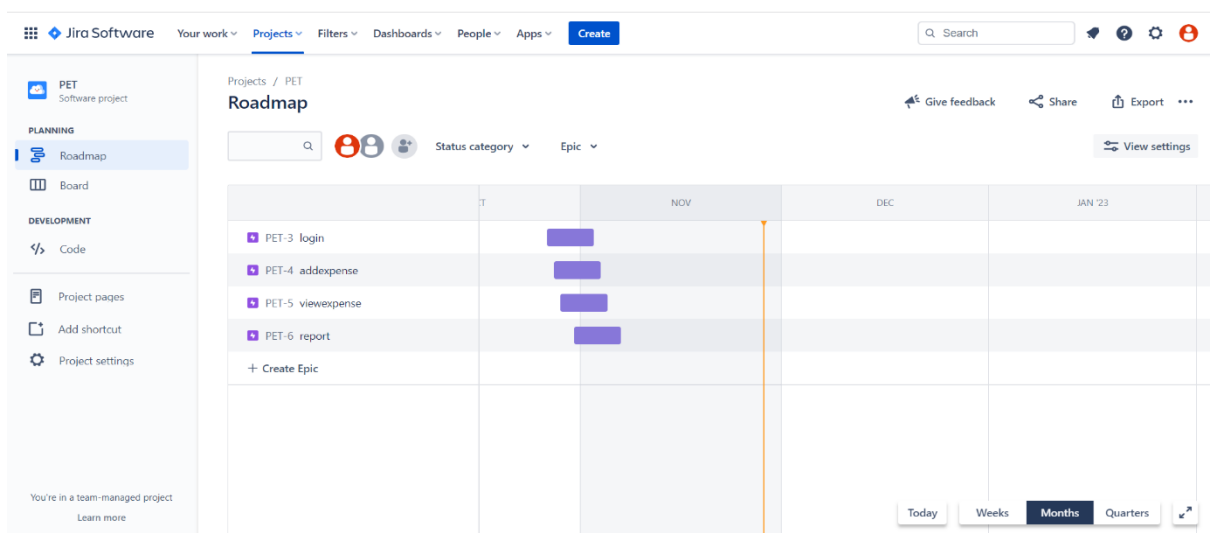 Jira Software Your work Projects Filters Dashboards People Apps Create Search
PET
Software project
PLANNING
Roadmap
Board
DEVELOPMENT
Code
Project pages
Add shortcut
Project settings
You're in a team-managed project
Learn more
Projects / PET
Roadmap
Give feedback Share Export
Status category Epic View settings
CT NOV DEC JAN '23
PET-3 login
PET-4 addexpense
PET-5 viewexpense
PET-6 report
+ Create Epic
Today Weeks Months Quarters